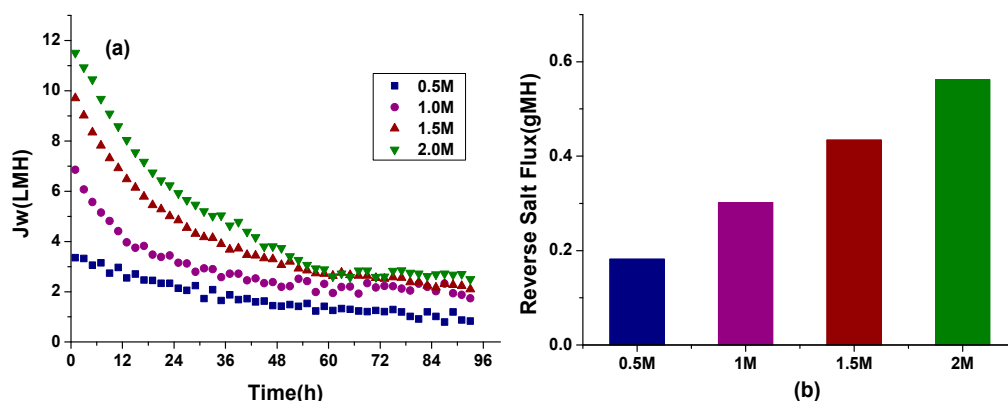 (a)
Jw(LMH)
12
10
8
6
4
2
0
0.5M
1.0M
1.5M
2.0M
0 12 24 36 48 60 72 84 96
Time(h)
Reverse Salt Flux(gMH)
0.6
0.4
0.2
0.0
0.5M 1M 1.5M 2M
(b)